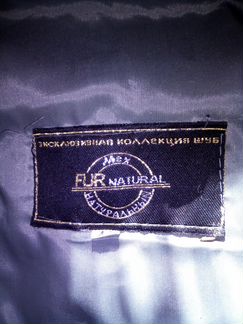 ЭКСКЛЮЗИВНАЯ КОЛЛЕКЦИЯ ШУБ
Мех
FUR NATURAL
НАТУРАЛЬНЫЙ